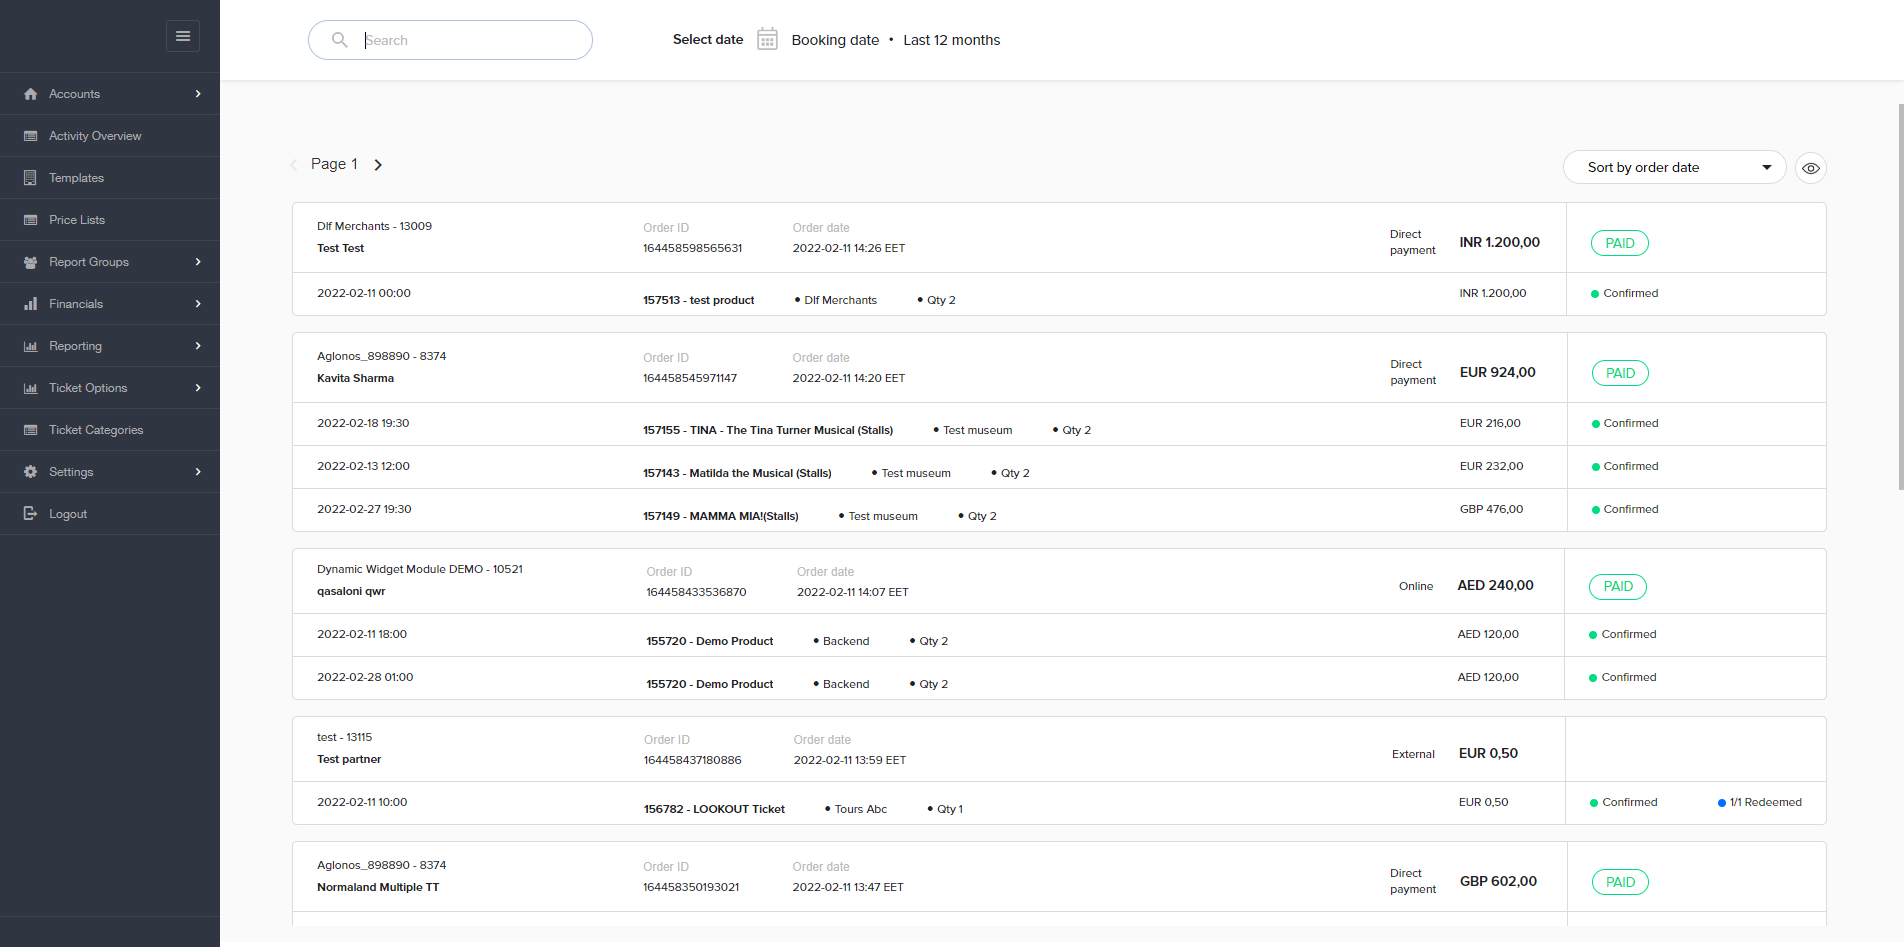 Search
Select date Booking date • Last 12 months
Accounts
Activity Overview
Templates
Price Lists
Report Groups
Financials
Reporting
Ticket Options
Ticket Categories
Settings
Logout
Page 1
Sort by order date
Dlf Merchants - 13009 Order ID Order date
Test Test 164458598565631 2022-02-11 14:26 EET Direct payment INR 1.200,00 PAID
2022-02-11 00:00 157513 - test product • Dlf Merchants • Qty 2 INR 1.200,00 Confirmed
Aglonos_898890 - 8374 Order ID Order date
Kavita Sharma 164458545971147 2022-02-11 14:20 EET Direct payment EUR 924,00 PAID
2022-02-18 19:30 157155 - TINA - The Tina Turner Musical (Stalls) • Test museum • Qty 2 EUR 216,00 Confirmed
2022-02-13 12:00 157143 - Matilda the Musical (Stalls) • Test museum • Qty 2 EUR 232,00 Confirmed
2022-02-27 19:30 157149 - MAMMA MIA!(Stalls) • Test museum • Qty 2 GBP 476,00 Confirmed
Dynamic Widget Module DEMO - 10521 Order ID Order date
qasaloni qwr 164458433536870 2022-02-11 14:07 EET Online AED 240,00 PAID
2022-02-11 18:00 155720 - Demo Product • Backend • Qty 2 AED 120,00 Confirmed
2022-02-28 01:00 155720 - Demo Product • Backend • Qty 2 AED 120,00 Confirmed
test - 13115 Order ID Order date
Test partner 164458437180886 2022-02-11 13:59 EET External EUR 0,50
2022-02-11 10:00 156782 - LOOKOUT Ticket • Tours Abc • Qty 1 EUR 0,50 Confirmed 1/1 Redeemed
Aglonos_898890 - 8374 Order ID Order date
Normaland Multiple TT 164458350193021 2022-02-11 13:47 EET Direct payment GBP 602,00 PAID